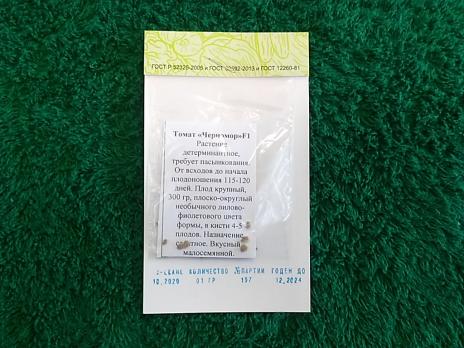 ГОСТ Р 52325-2005 и ГОСТ 32592-2013 и ГОСТ 12260-81
Томат «Черномор»F1
Растение
детерминантное,
требует пасынкования.
От всходов до начала
плодоношения 115-120
дней. Плод крупный,
300 гр, плоско-округлый
необычного лилово-
фиолетового цвета
формы, в кисти 4-5
плодов. Назначение
салатное. Вкусный
малосемянной.
КОЛИЧЕСТВО №ПАРТИИ ГОДЕН ДО
10.2020 01 ГР 197 12.2024